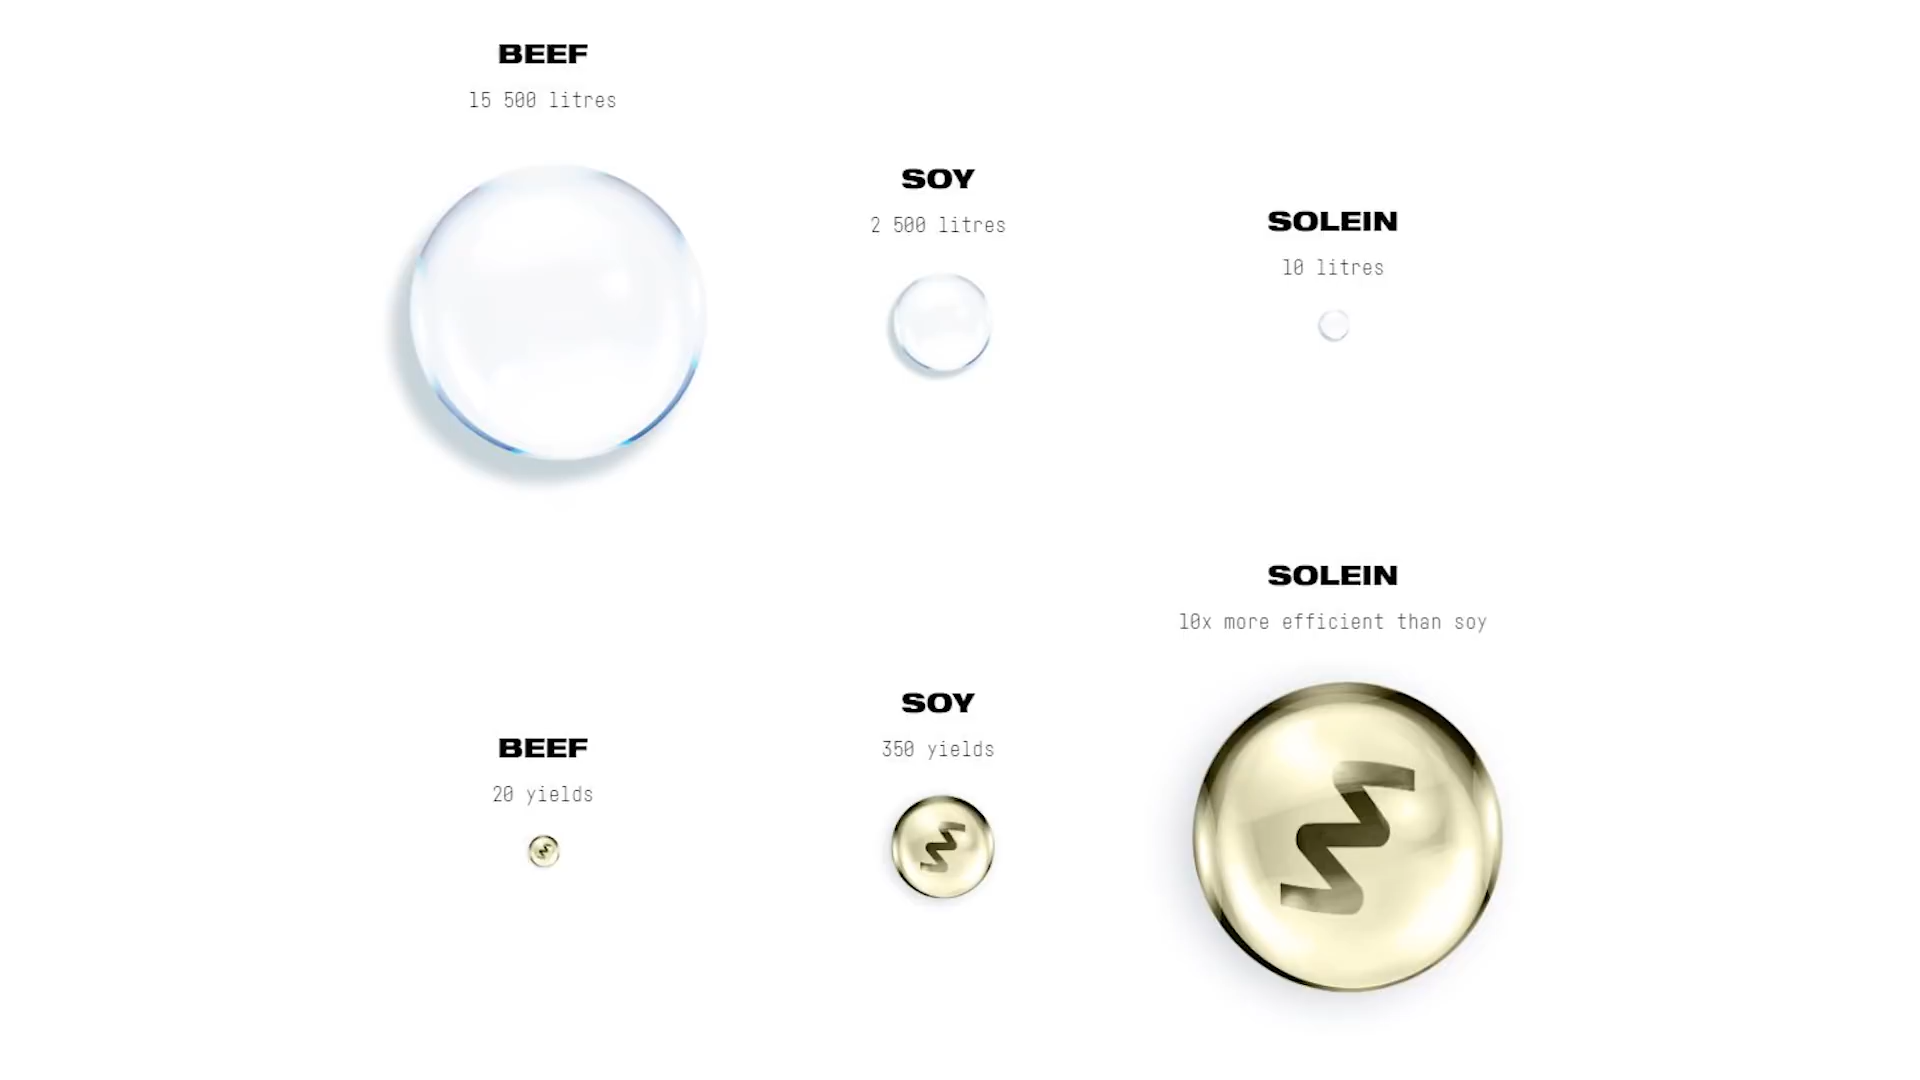 BEEF
15 500 litres
SOY
2 500 litres
SOLEIN
10 litres
BEEF
20 yields
SOY
350 yields
SOLEIN
10x more efficient than soy